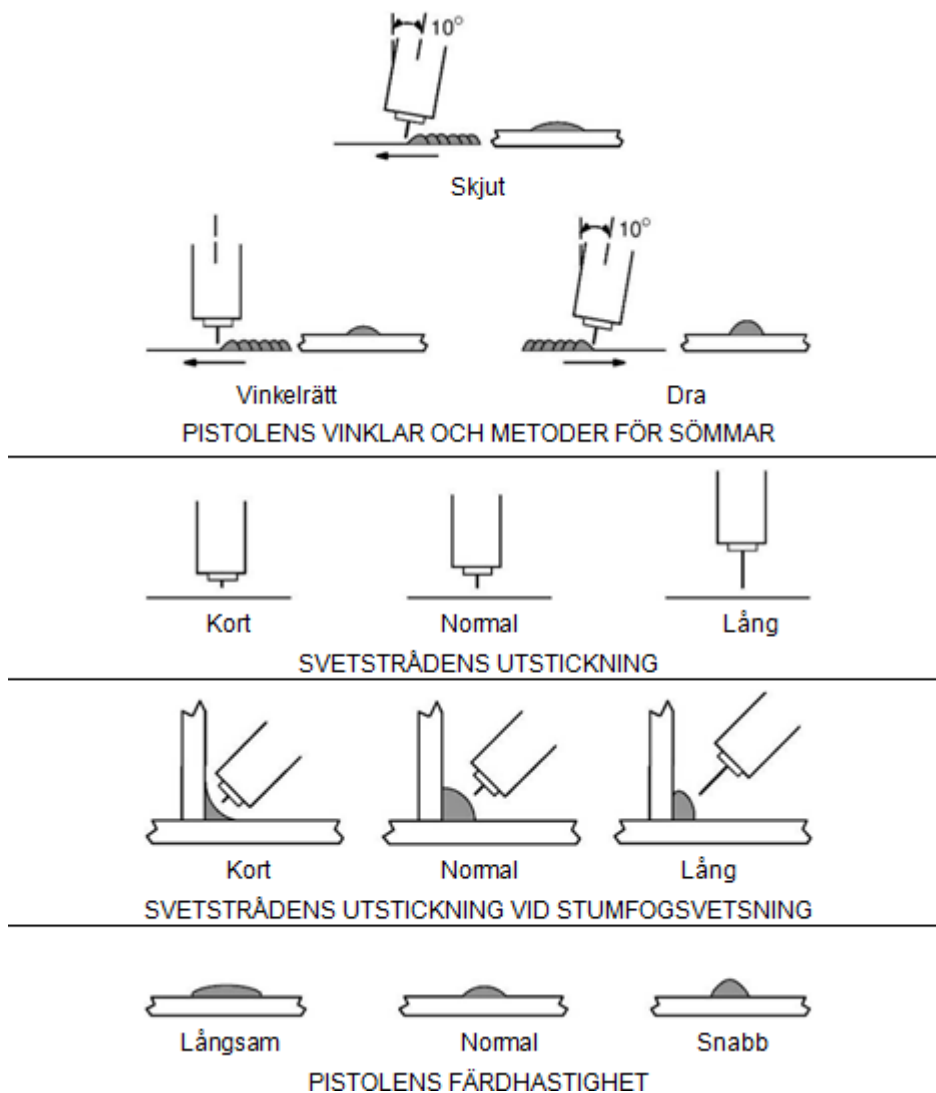 10°
Skjut
10°
Vinkelrätt Dra
PISTOLENS VINKLAR OCH METODER FÖR SÖMMAR
Kort Normal Lång
SVETSTRÅDENS UTSTICKNING
Kort Normal Lång
SVETSTRÅDENS UTSTICKNING VID STUMFOGSVETSNING
Långsam Normal Snabb
PISTOLENS FÄRDHASTIGHET